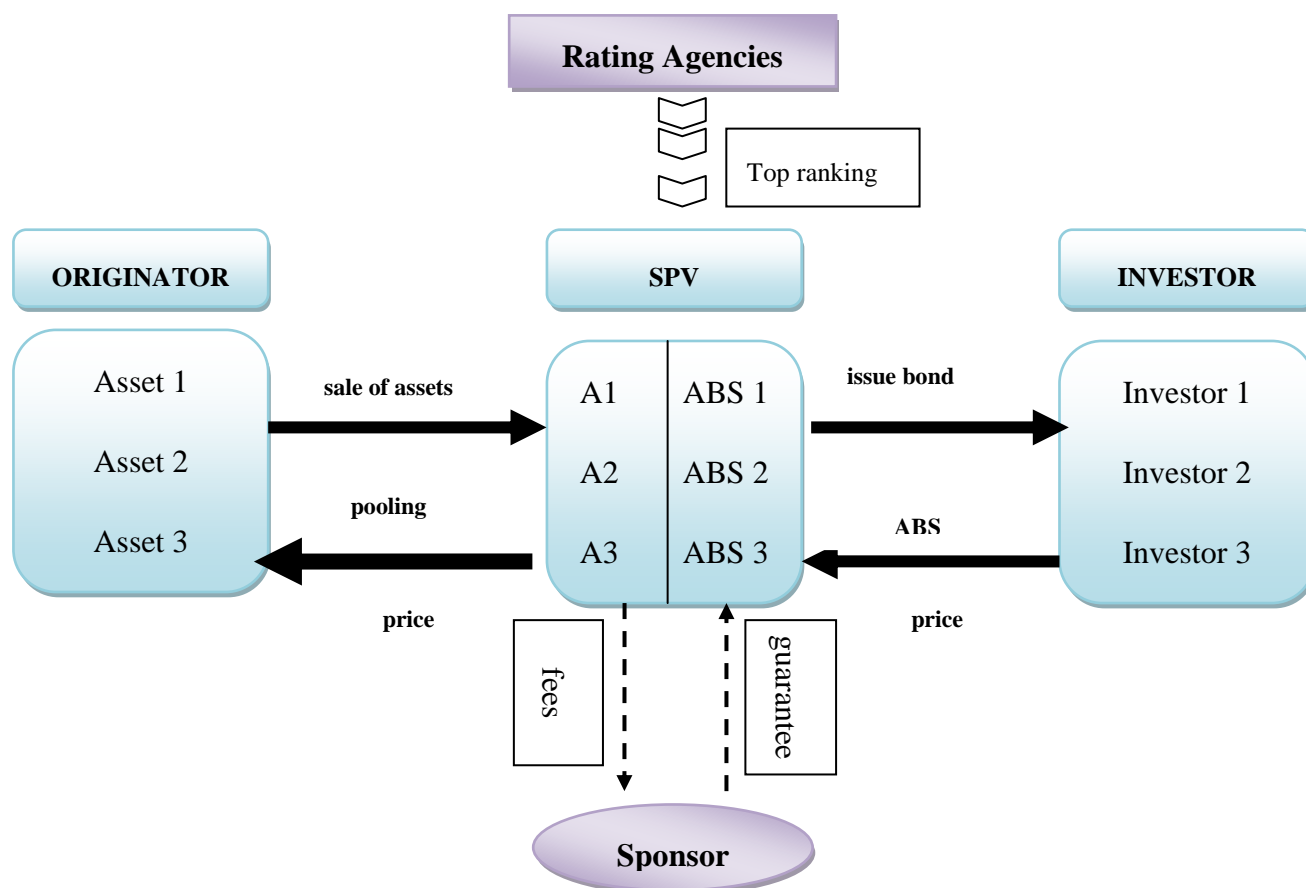 Rating Agencies
Top ranking
ORIGINATOR
SPV
INVESTOR
Asset 1
Asset 2
Asset 3
sale of assets
pooling
price
A1
A2
A3
ABS 1
ABS 2
ABS 3
issue bond
ABS
price
Investor 1
Investor 2
Investor 3
fees
guarantee
Sponsor